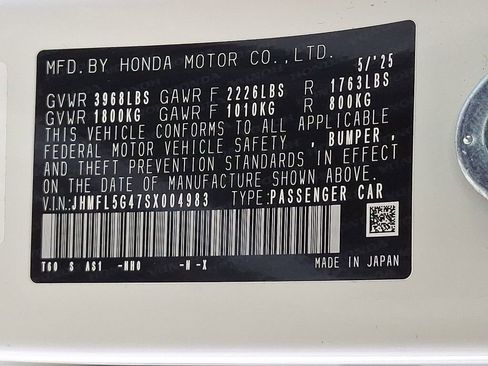 MFD. BY HONDA MOTOR CO., LTD. 5/'25
GVWR 3968LBS GAWR F 2226LBS R 1763LBS
GVWR 1800KG GAWR F 1010KG R 800KG
THIS VEHICLE CONFORMS TO ALL APPLICABLE
FEDERAL MOTOR VEHICLE SAFETY , BUMPER ,
AND THEFT PREVENTION STANDARDS IN EFFECT
ON THE DATE OF MANUFACTURE SHOWN ABOVE.
V.IN:JHMFL5G47SX004983 TYPE:PASSENGER CAR
T60 S AS1 -NH0 -N -X
MADE IN JAPAN